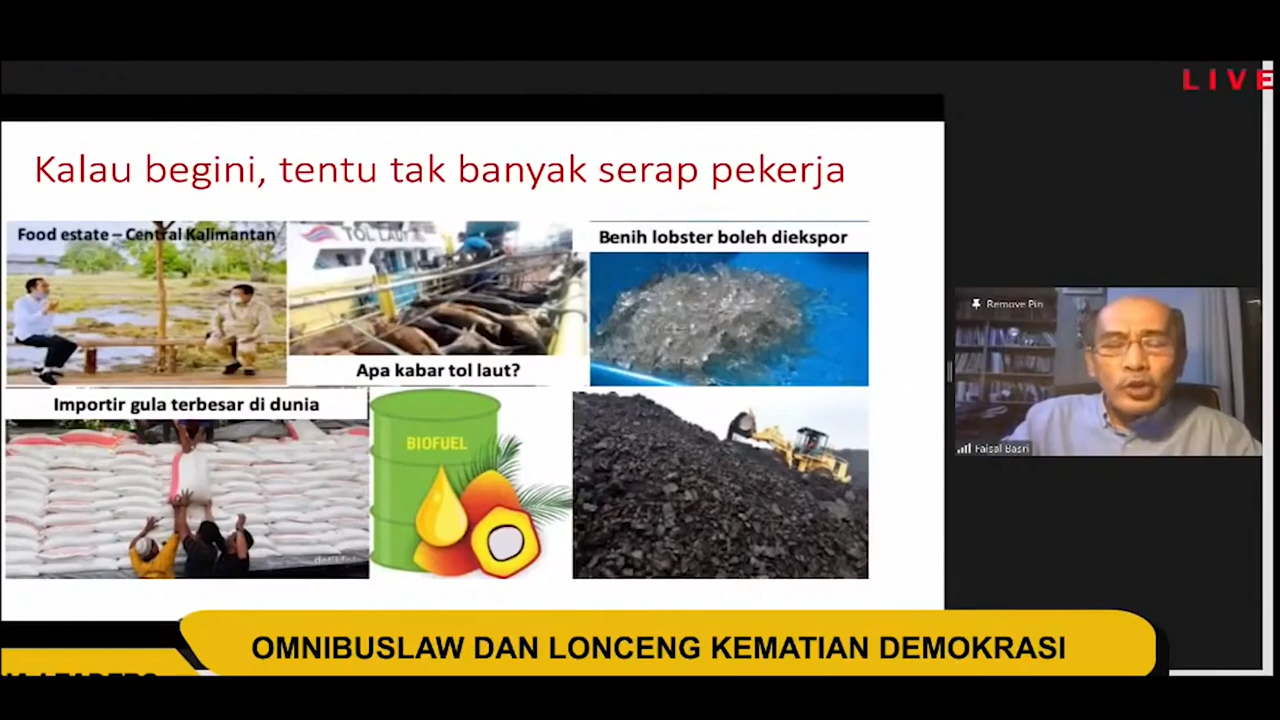 LIVE
Kalau begini, tentu tak banyak serap pekerja
Food estate – Central Kalimantan
TOL LAUT
Benih lobster boleh diekspor
Apa kabar tol laut?
Importir gula terbesar di dunia
BIOFUEL
Remove Pin
Faisal Basri
OMNIBUSLAW DAN LONCENG KEMATIAN DEMOKRASI
LEADERS